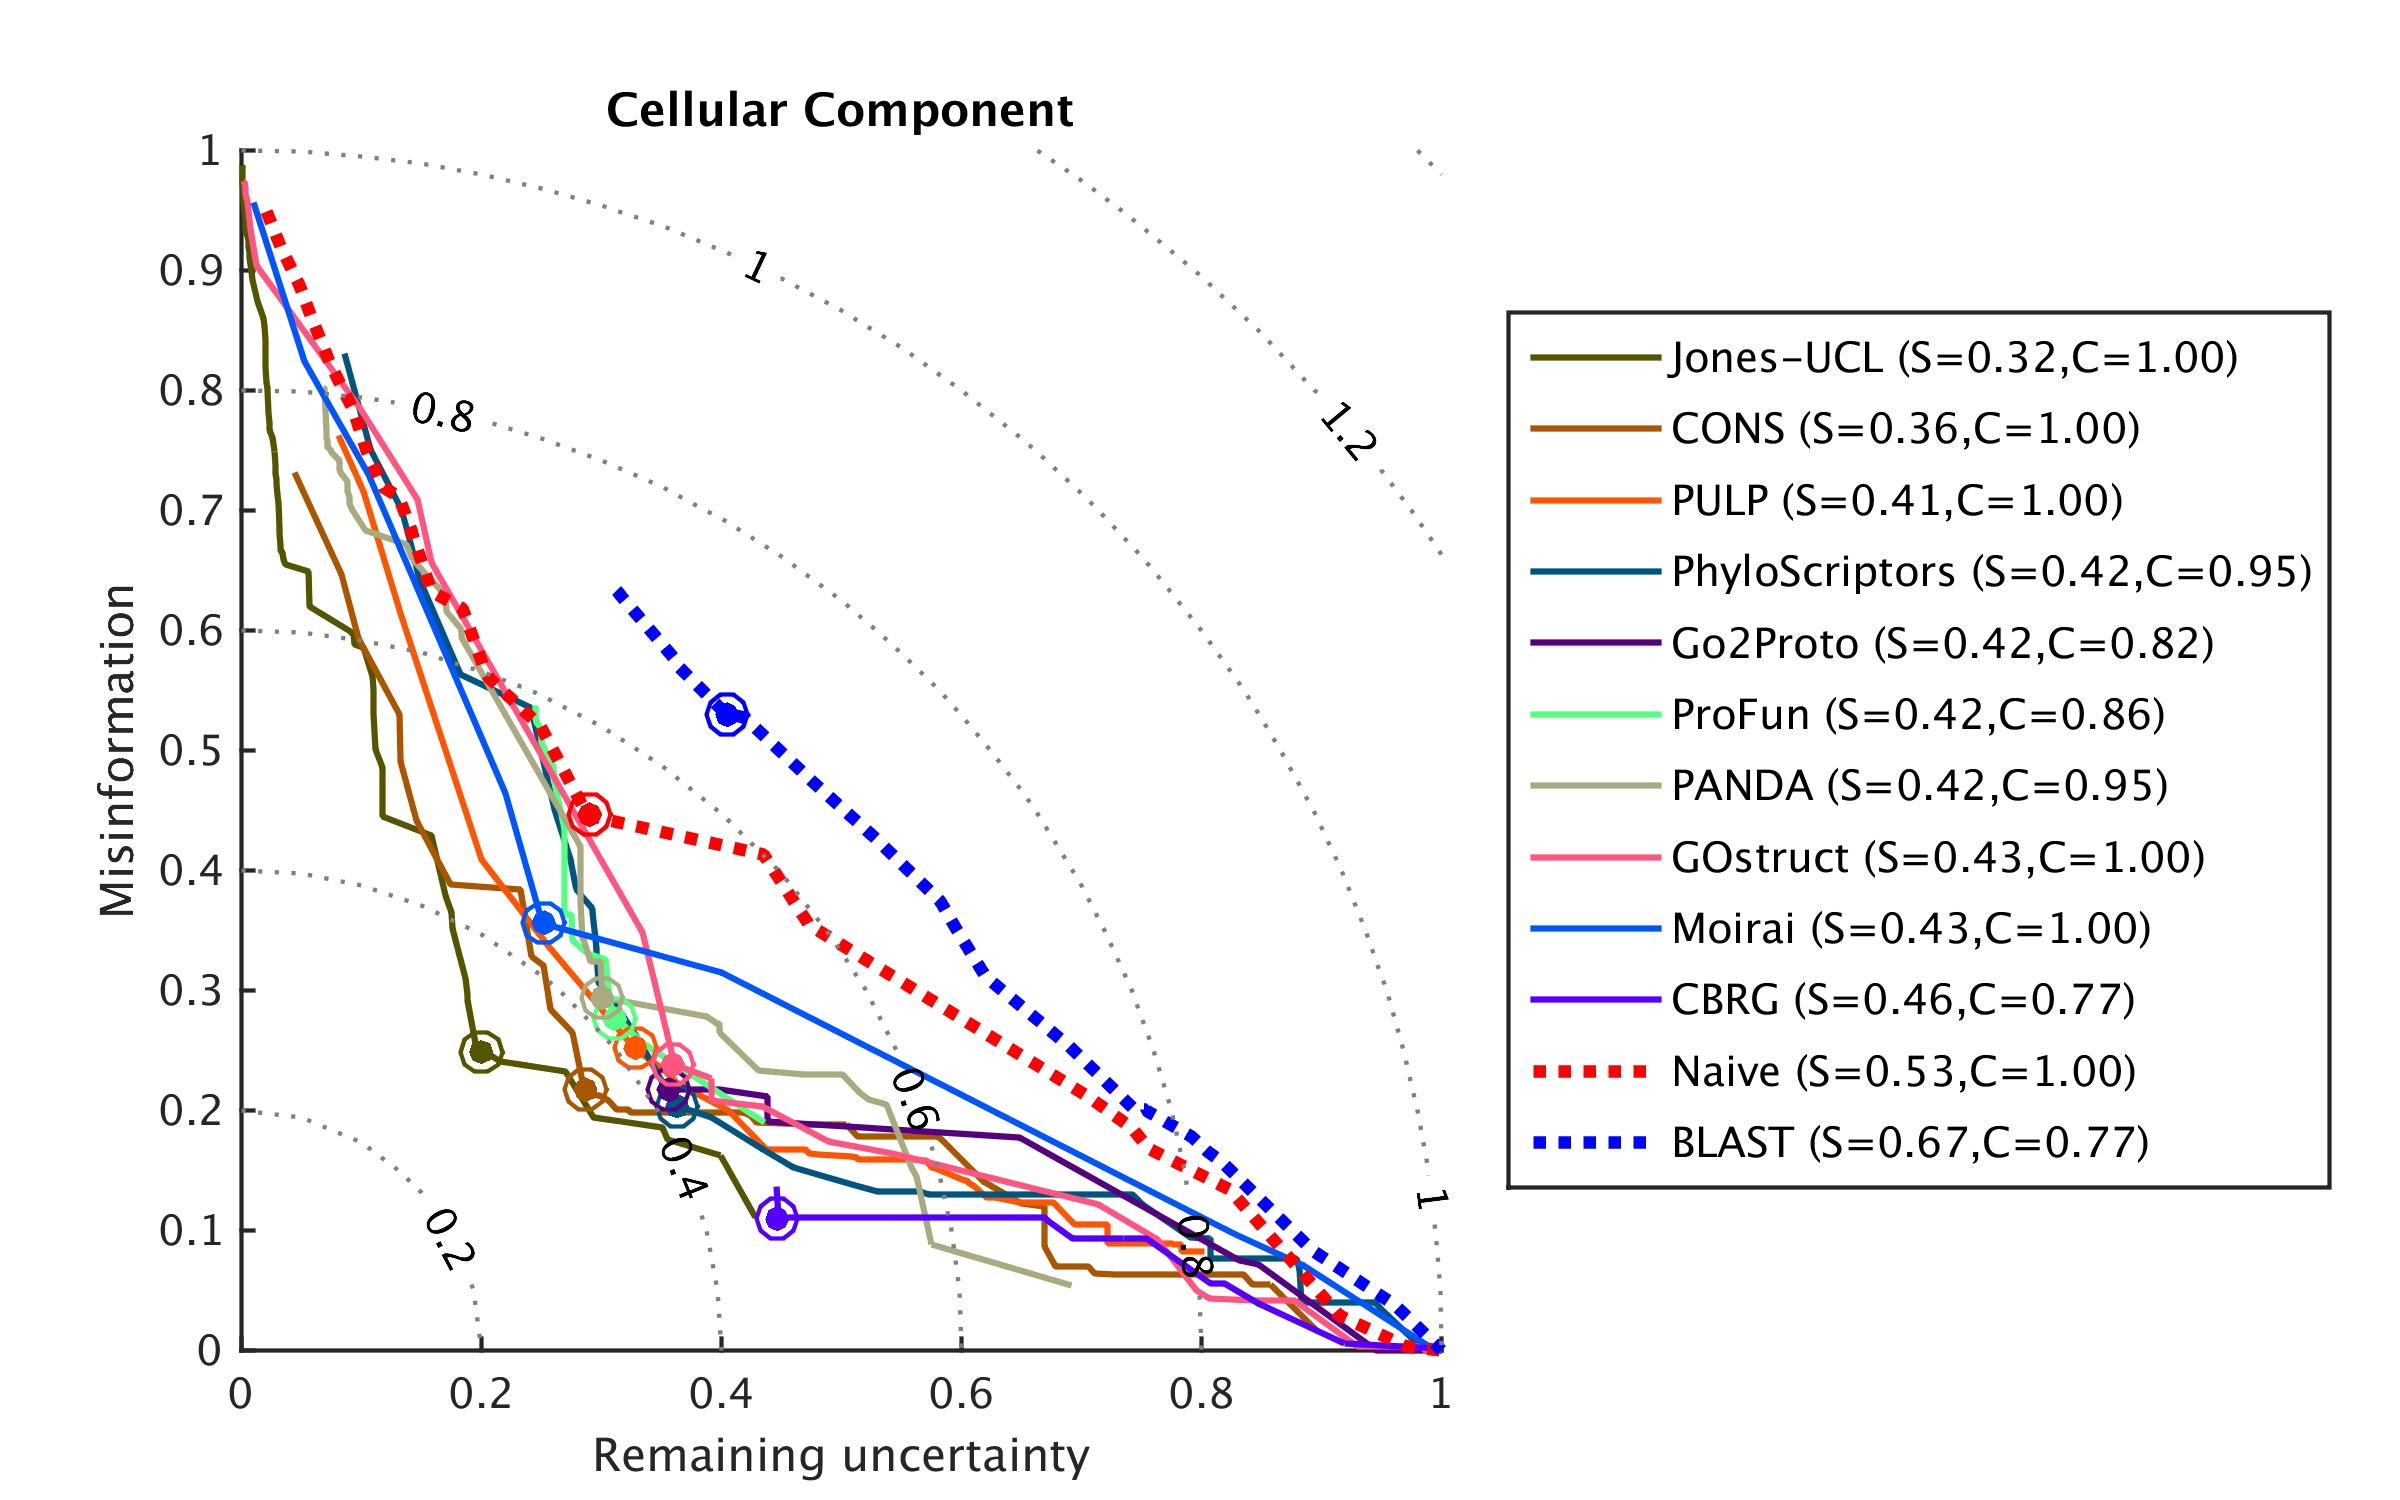 Cellular Component
1
0.9
0.8
0.7
0.6
0.5
0.4
0.3
0.2
0.1
0
Misinformation
0
0.2
0.4
0.6
0.8
1
Remaining uncertainty
1
0.8
1.2
0.6
0.4
0.2
0.8
1
Jones-UCL (S=0.32,C=1.00)
CONS (S=0.36,C=1.00)
PULP (S=0.41,C=1.00)
PhyloScriptors (S=0.42,C=0.95)
Go2Proto (S=0.42,C=0.82)
ProFun (S=0.42,C=0.86)
PANDA (S=0.42,C=0.95)
GOstruct (S=0.43,C=1.00)
Moirai (S=0.43,C=1.00)
CBRG (S=0.46,C=0.77)
Naive (S=0.53,C=1.00)
BLAST (S=0.67,C=0.77)